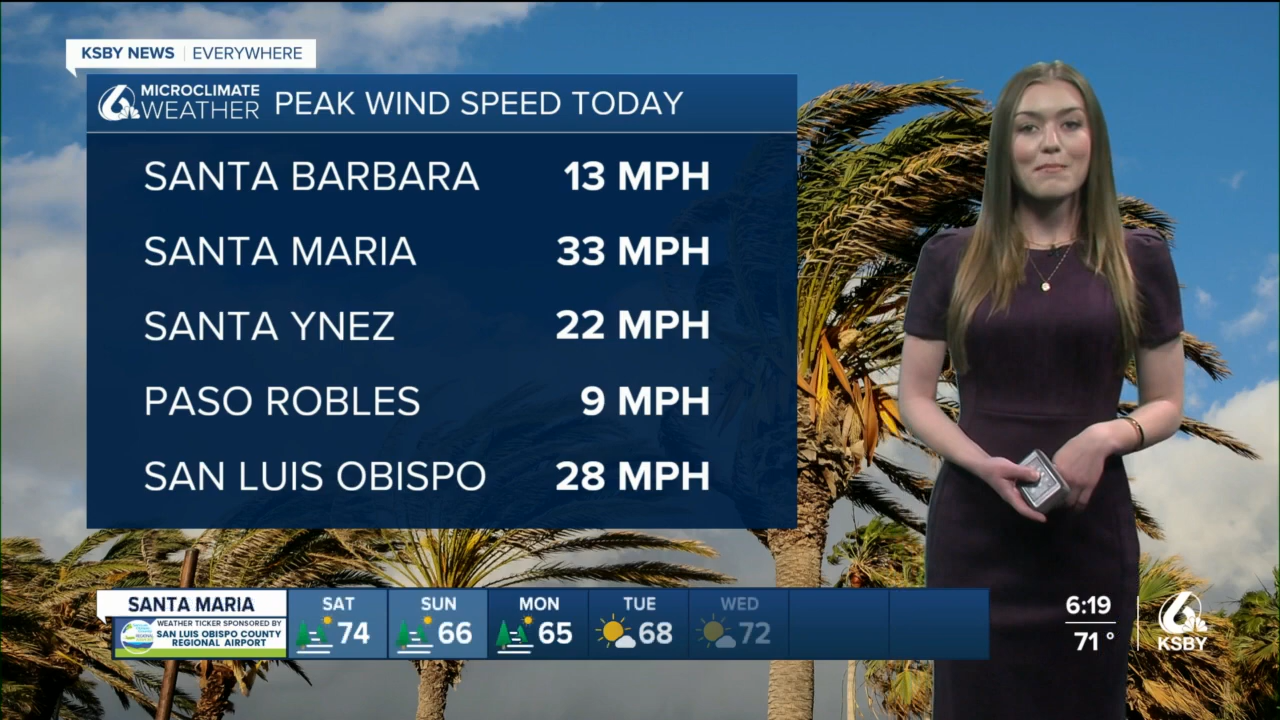 KSBY NEWS EVERYWHERE
6 MICROCLIMATE WEATHER PEAK WIND SPEED TODAY
SANTA BARBARA 13 MPH
SANTA MARIA 33 MPH
SANTA YNEZ 22 MPH
PASO ROBLES 9 MPH
SAN LUIS OBISPO 28 MPH
SANTA MARIA
WEATHER TICKER SPONSORED BY
SAN LUIS OBISPO COUNTY
REGIONAL AIRPORT
SAT SUN MON TUE WED
74 66 65 68 72
6:19
71 °
6
KSBY